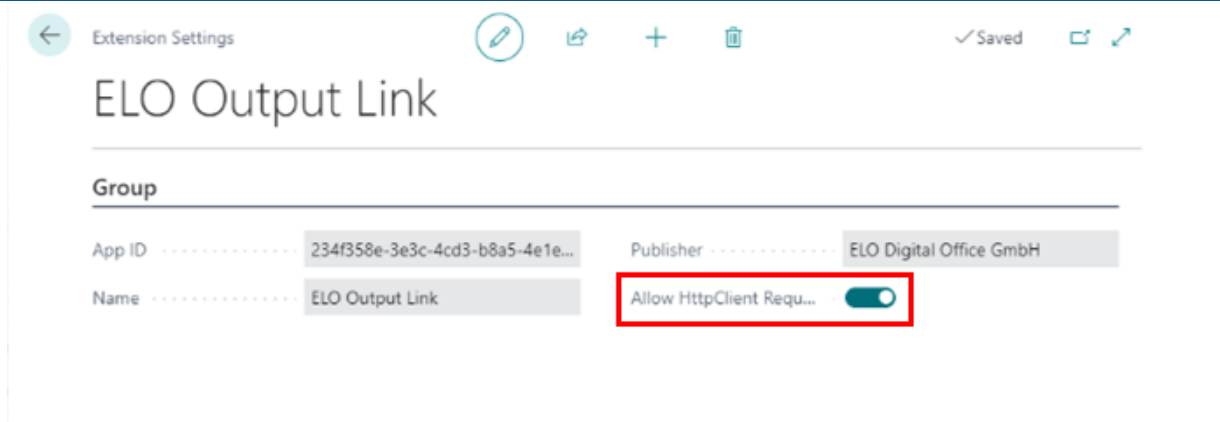 Extension Settings
Saved
ELO Output Link
Group
App ID
234f358e-3e3c-4cd3-b8a5-4e1e...
Publisher
ELO Digital Office GmbH
Name
ELO Output Link
Allow HttpClient Requ...